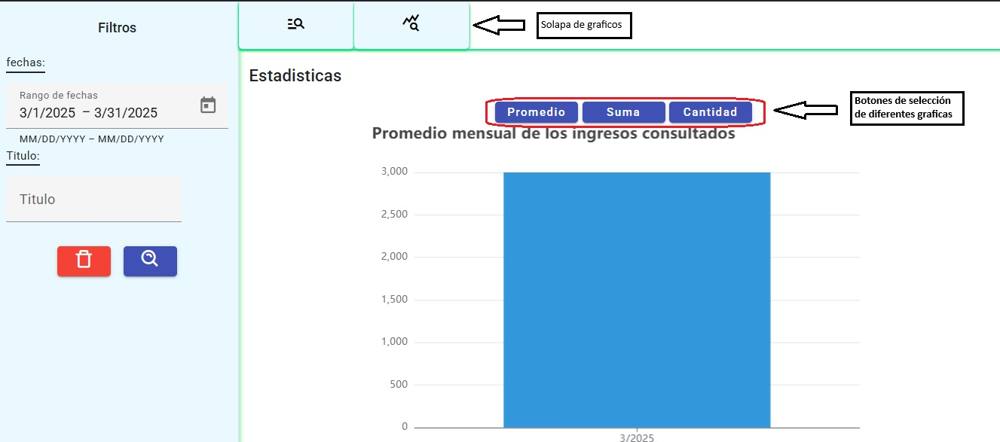 Filtros
fechas:
Rango de fechas
3/1/2025 – 3/31/2025
MM/DD/YYYY – MM/DD/YYYY
Titulo:
Titulo
Solapa de graficos
Estadisticas
Promedio Suma Cantidad
Botones de selección
de diferentes graficas
Promedio mensual de los ingresos consultados
3,000
2,500
2,000
1,500
1,000
500
0
3/2025